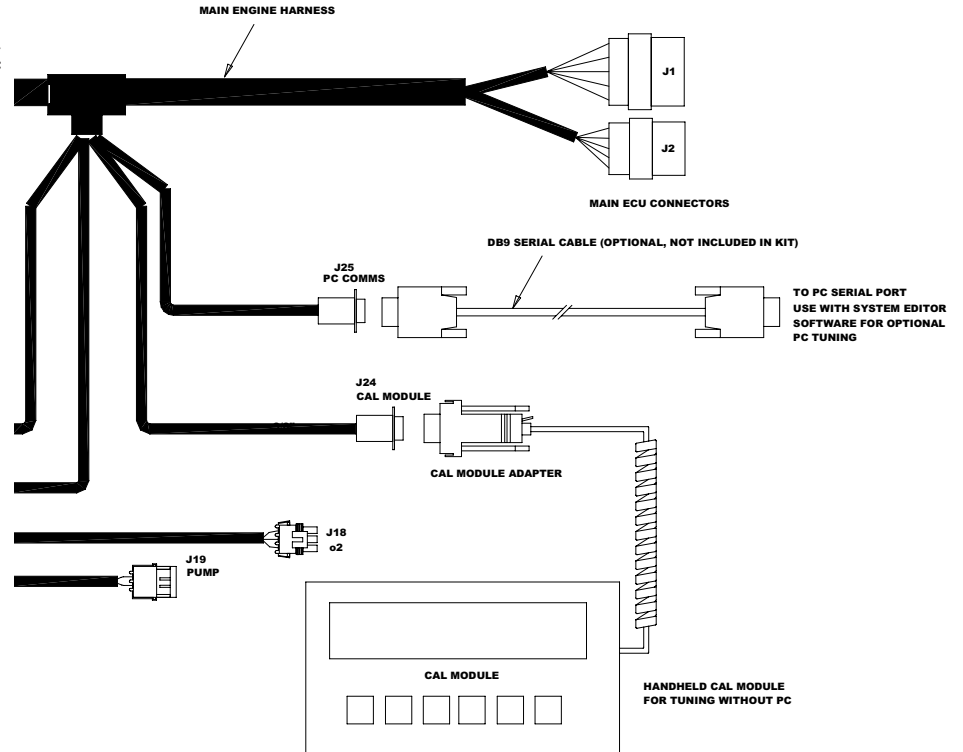 MAIN ENGINE HARNESS
J1
J2
MAIN ECU CONNECTORS
DB9 SERIAL CABLE (OPTIONAL, NOT INCLUDED IN KIT)
J25
PC COMMS
TO PC SERIAL PORT
USE WITH SYSTEM EDITOR
SOFTWARE FOR OPTIONAL
PC TUNING
J24
CAL MODULE
CAL MODULE ADAPTER
J18
o2
J19
PUMP
CAL MODULE
HANDHELD CAL MODULE
FOR TUNING WITHOUT PC